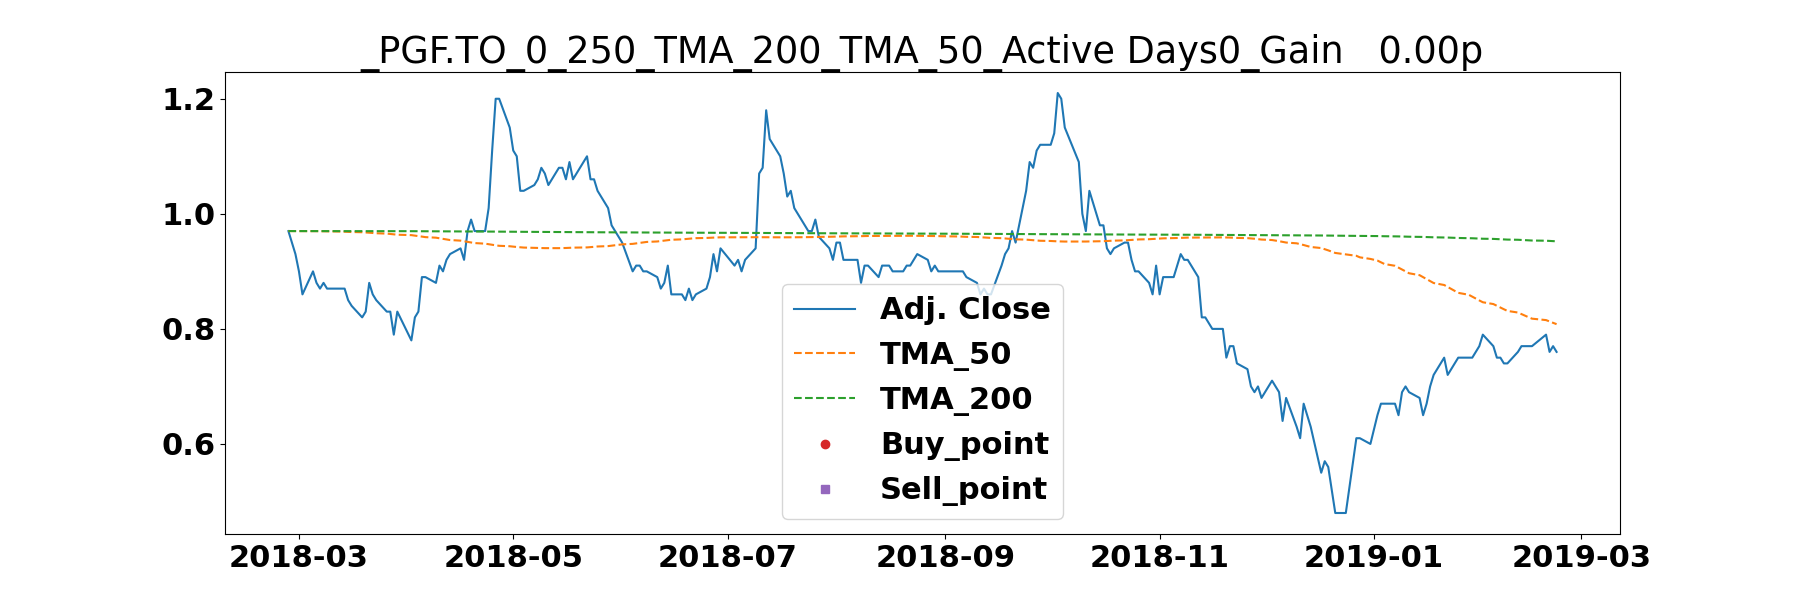 _PGF.TO_0_250_TMA_200_TMA_50_Active Days0_Gain   0.00p
1.2
1.0
0.8
0.6
Adj. Close
TMA_50
TMA_200
Buy_point
Sell_point
2018-03 2018-05 2018-07 2018-09 2018-11 2019-01 2019-03